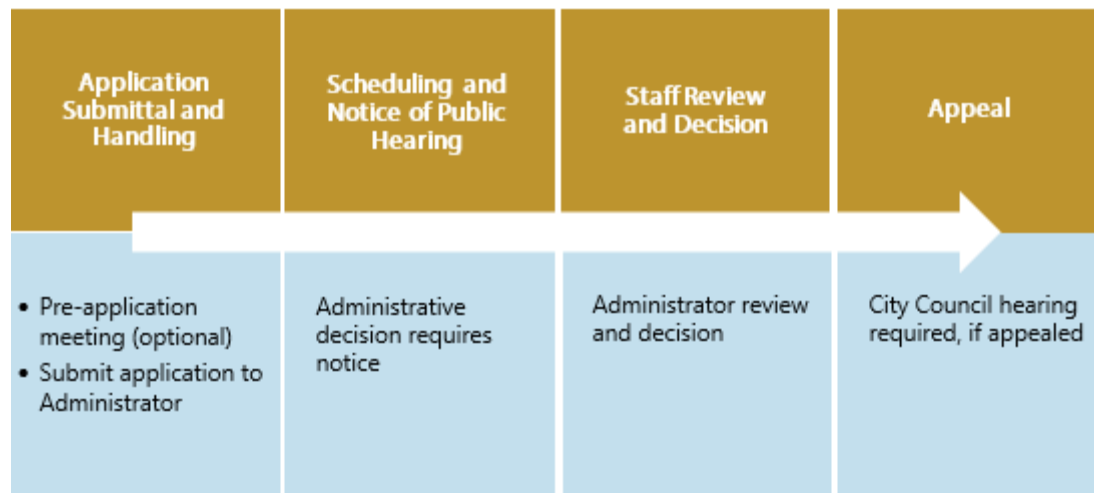 Application
Submittal and
Handling
Scheduling and
Notice of Public
Hearing
Staff Review
and Decision
Appeal
• Pre-application
meeting (optional)
• Submit application to
Administrator
Administrative
decision requires
notice
Administrator review
and decision
City Council hearing
required, if appealed